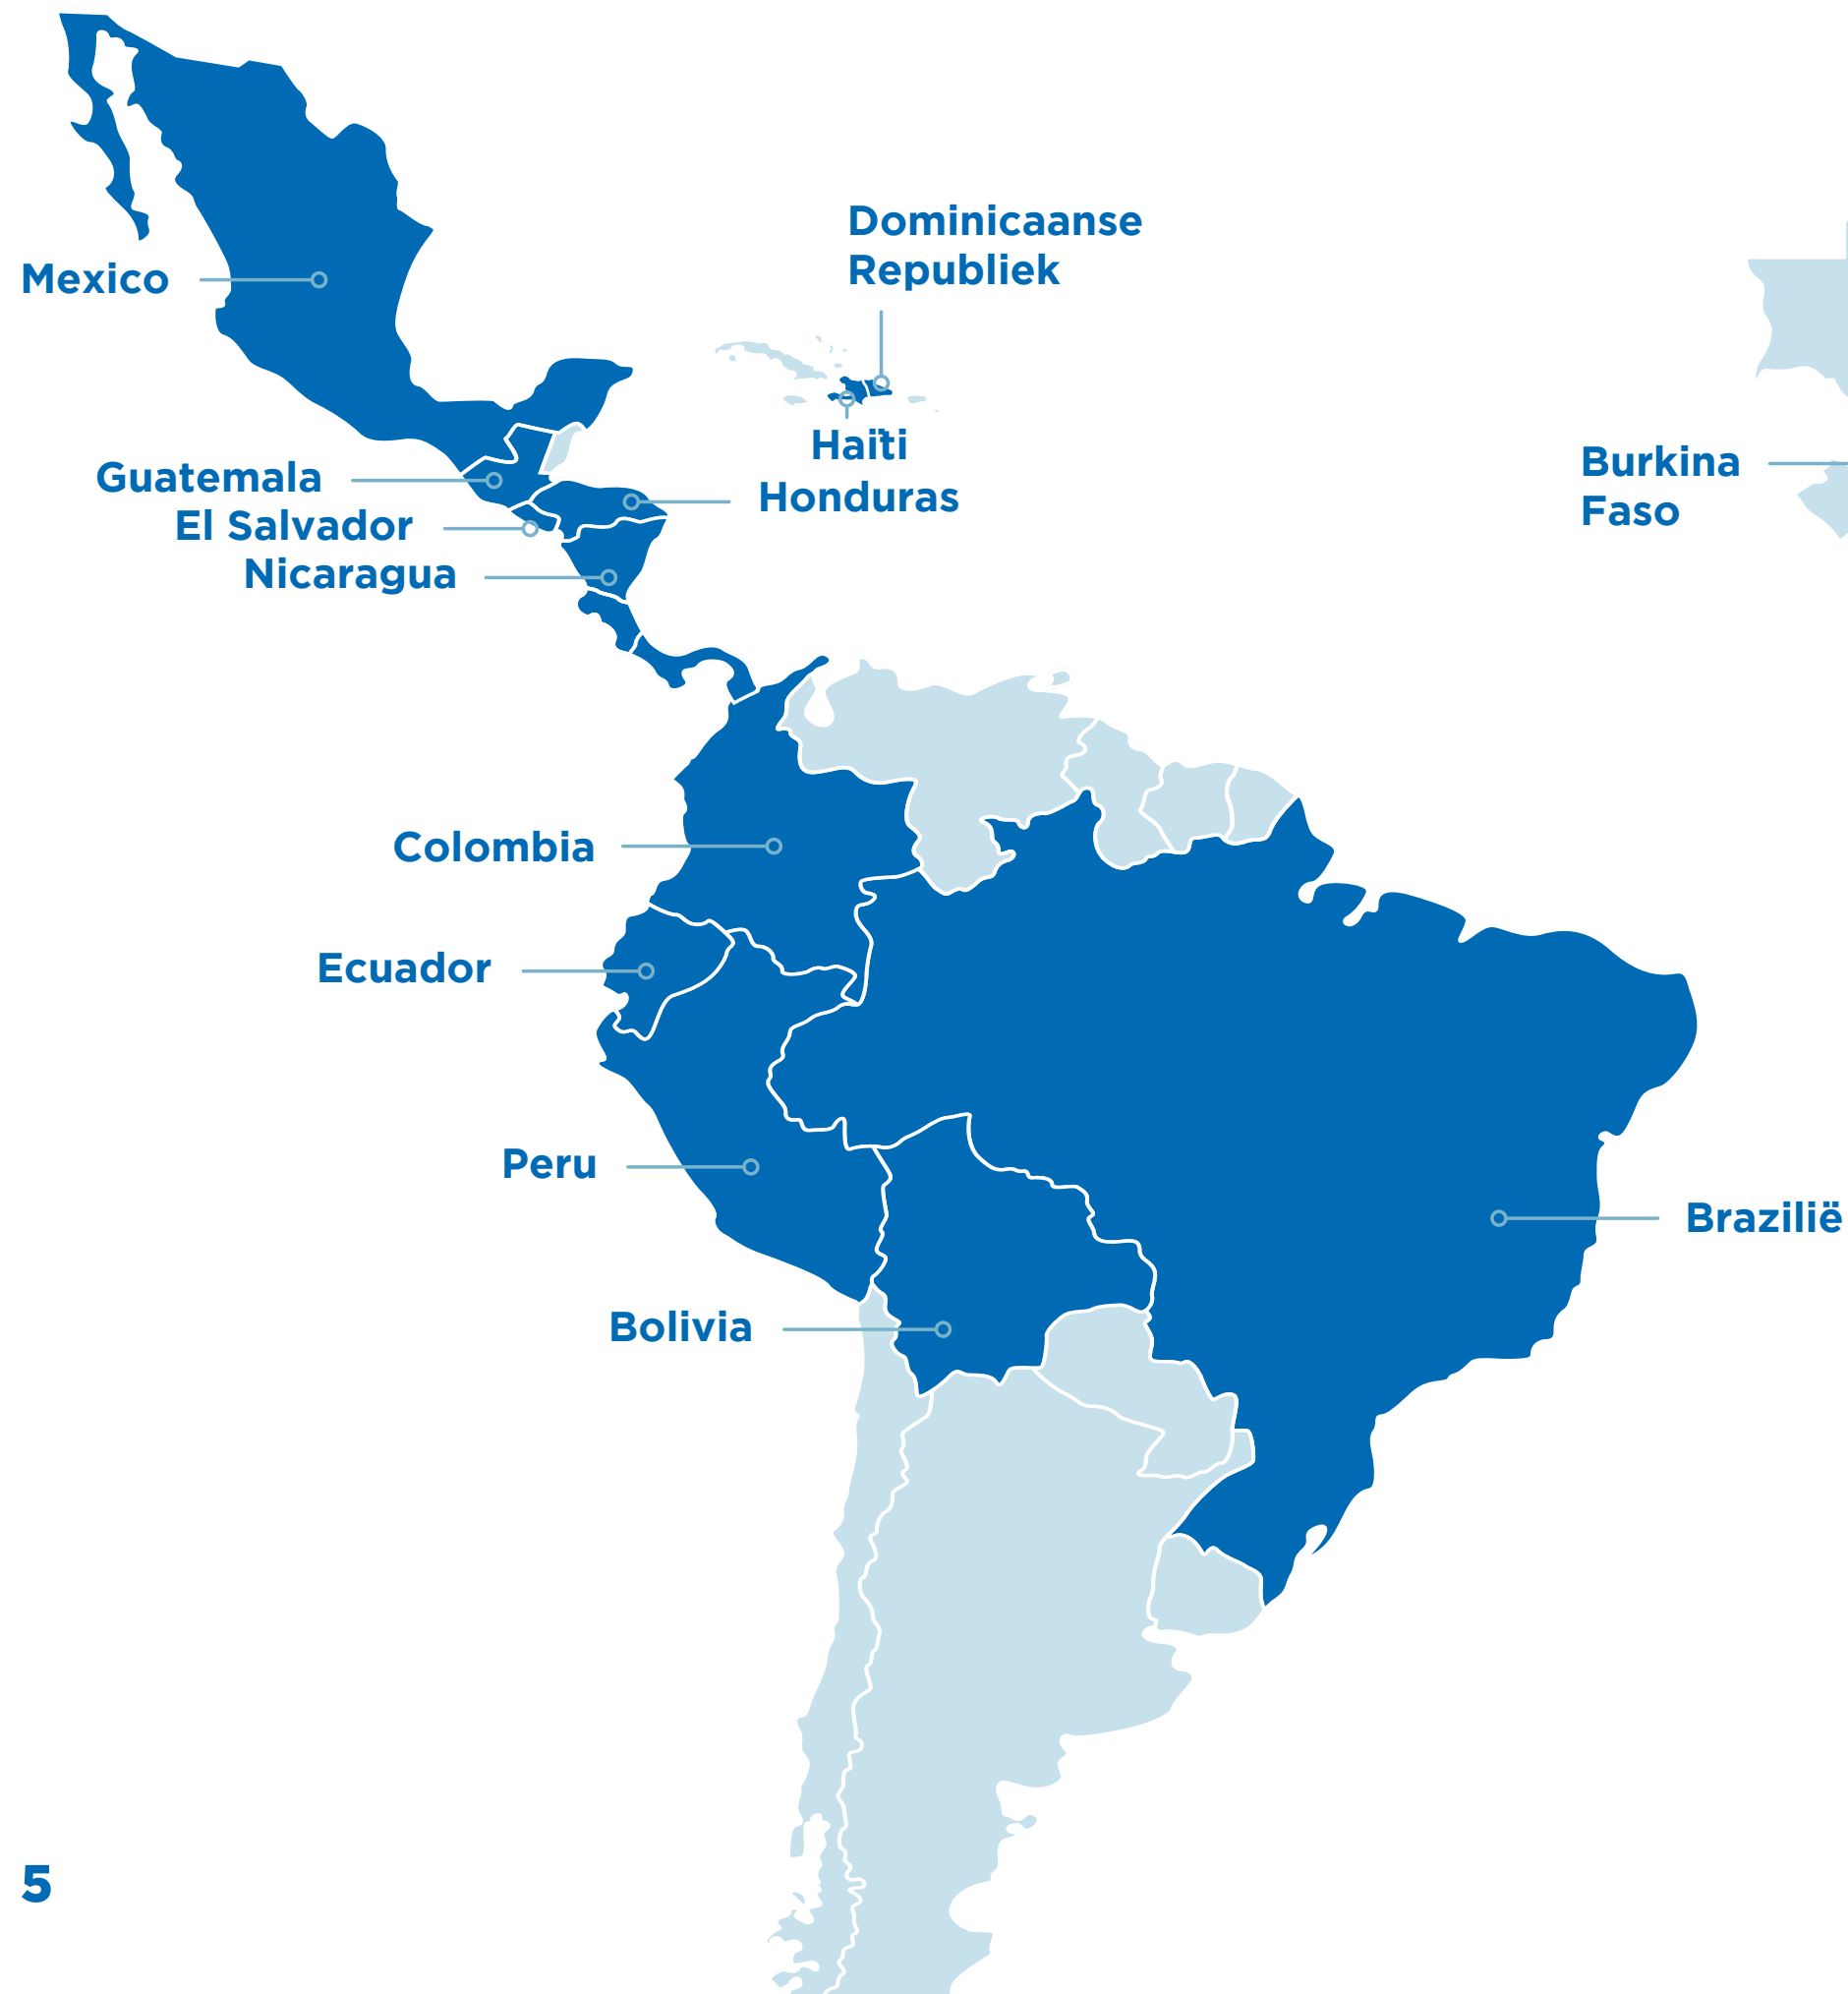 Dominicaanse
Republiek
Mexico
Haïti
Burkina
Faso
Guatemala
Honduras
El Salvador
Nicaragua
Colombia
Ecuador
Peru
Brazilië
Bolivia
5